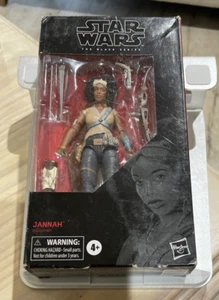 STAR
WARS
THE BLACK SERIES
JANNAH
WARNING:
CHOKING HAZARD - Small parts.
Not for children under 3 years.
4+
Hasbro